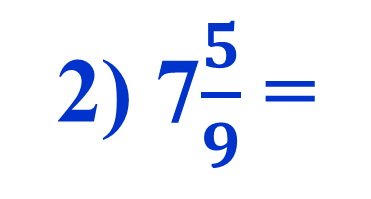 2) 7 5/9 =